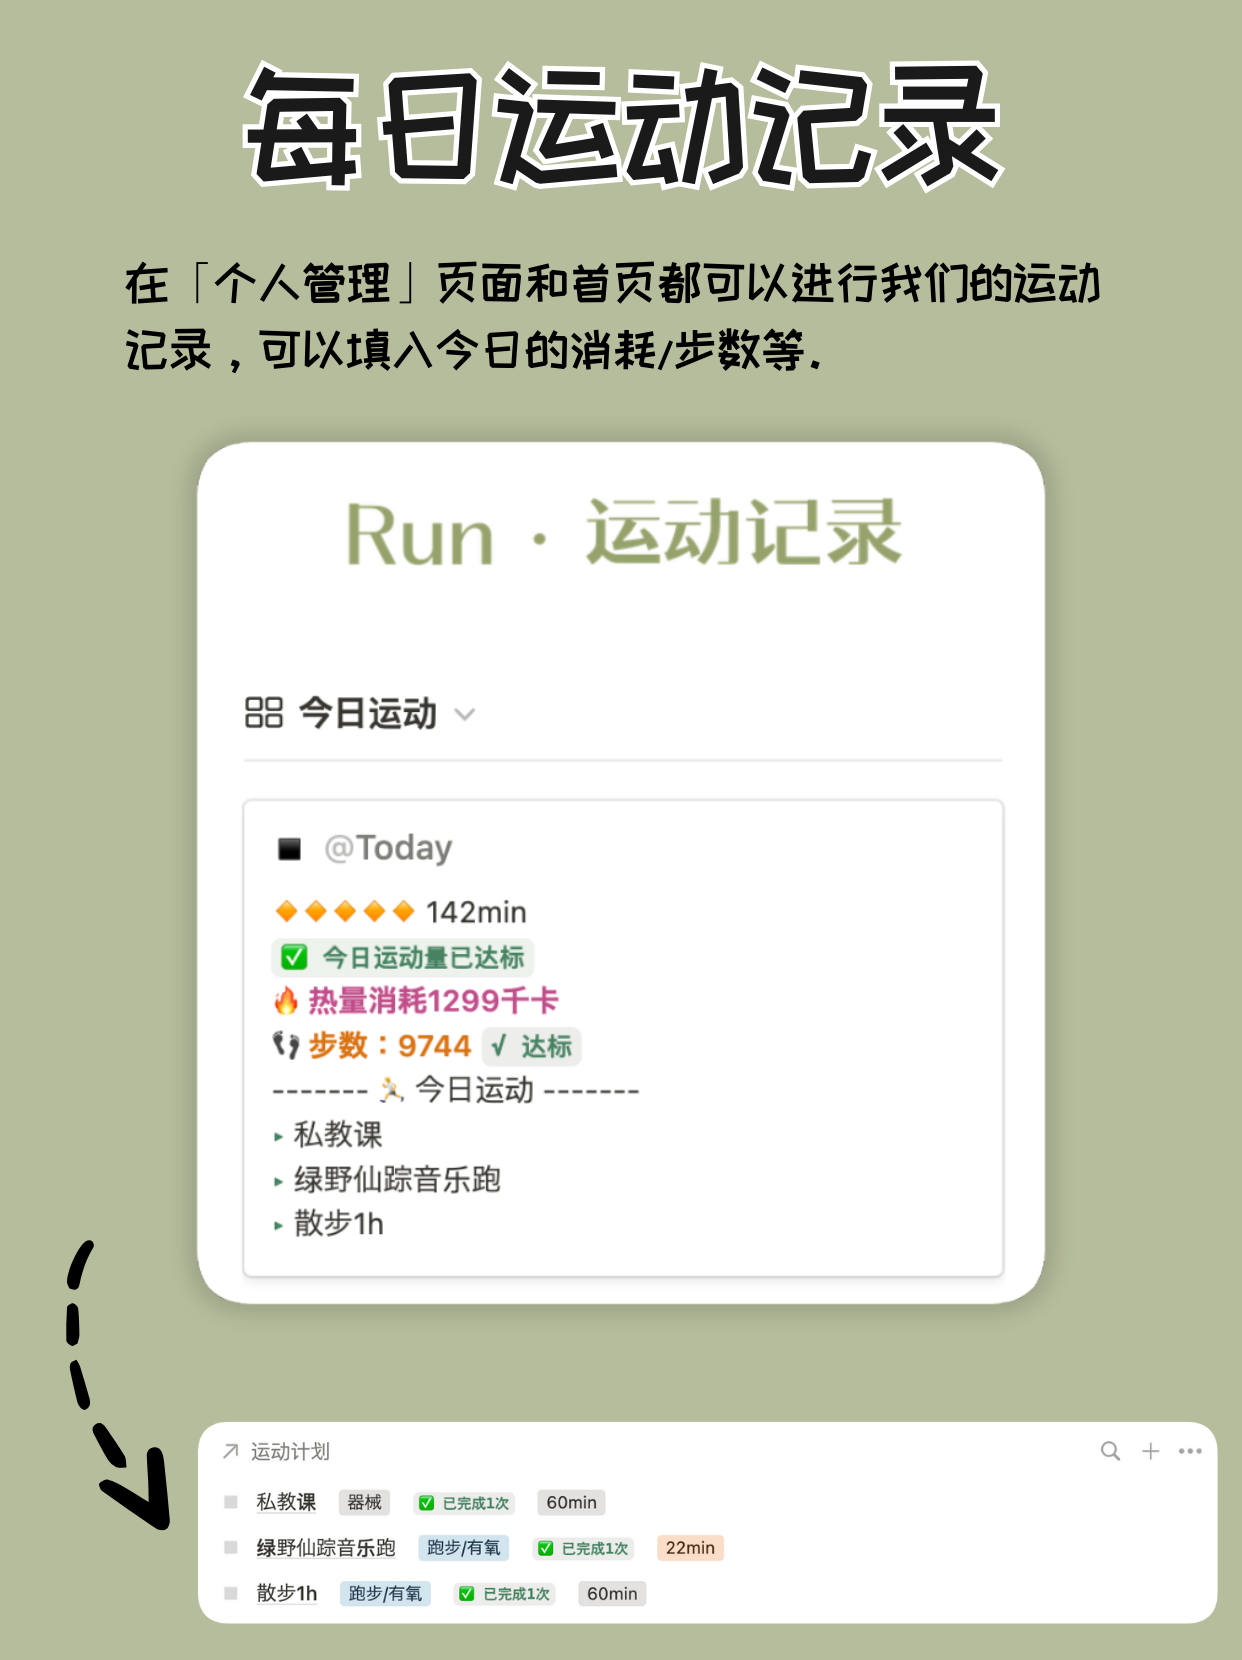 每日运动记录
在「个人管理」页面和首页都可以进行我们的运动
记录，可以填入今日的消耗/步数等.
Run · 运动记录
今日运动
@Today
🔶🔶🔶🔶🔶 142min
✅ 今日运动量已达标
🔥 热量消耗1299千卡
👣 步数：9744 √ 达标
------- 🏃 今日运动 -------
▸ 私教课
▸ 绿野仙踪音乐跑
▸ 散步1h
↗ 运动计划
私教课 器械 ✅ 已完成1次 60min
绿野仙踪音乐跑 跑步/有氧 ✅ 已完成1次 22min
散步1h 跑步/有氧 ✅ 已完成1次 60min